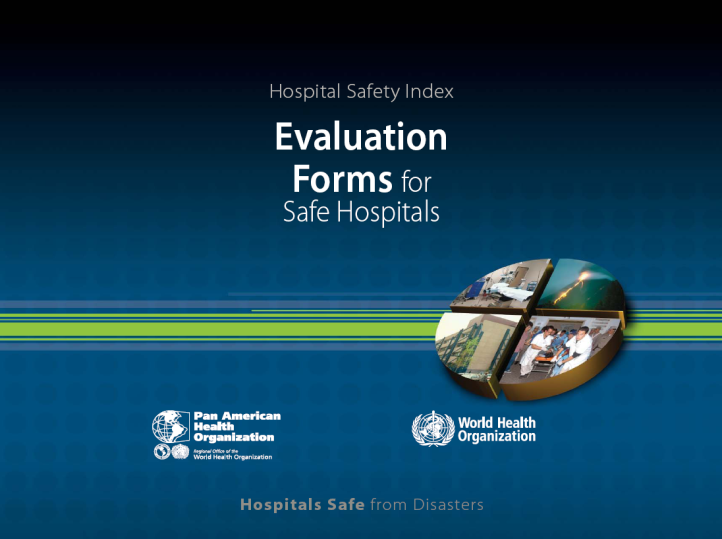 Hospital Safety Index
Evaluation
Forms for
Safe Hospitals
Pan American
Health
Organization
Regional Office of the
World Health Organization
World Health
Organization
Hospitals Safe from Disasters